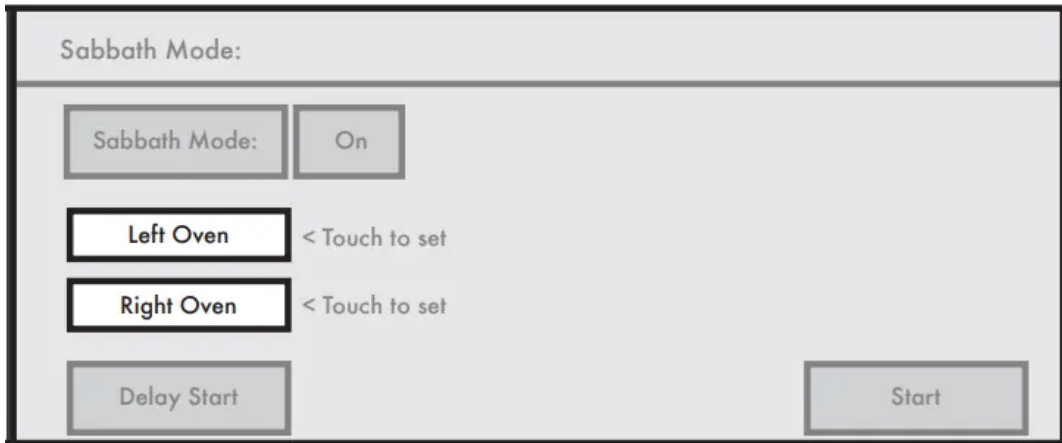 Sabbath Mode:
Sabbath Mode: On
Left Oven < Touch to set
Right Oven < Touch to set
Delay Start Start